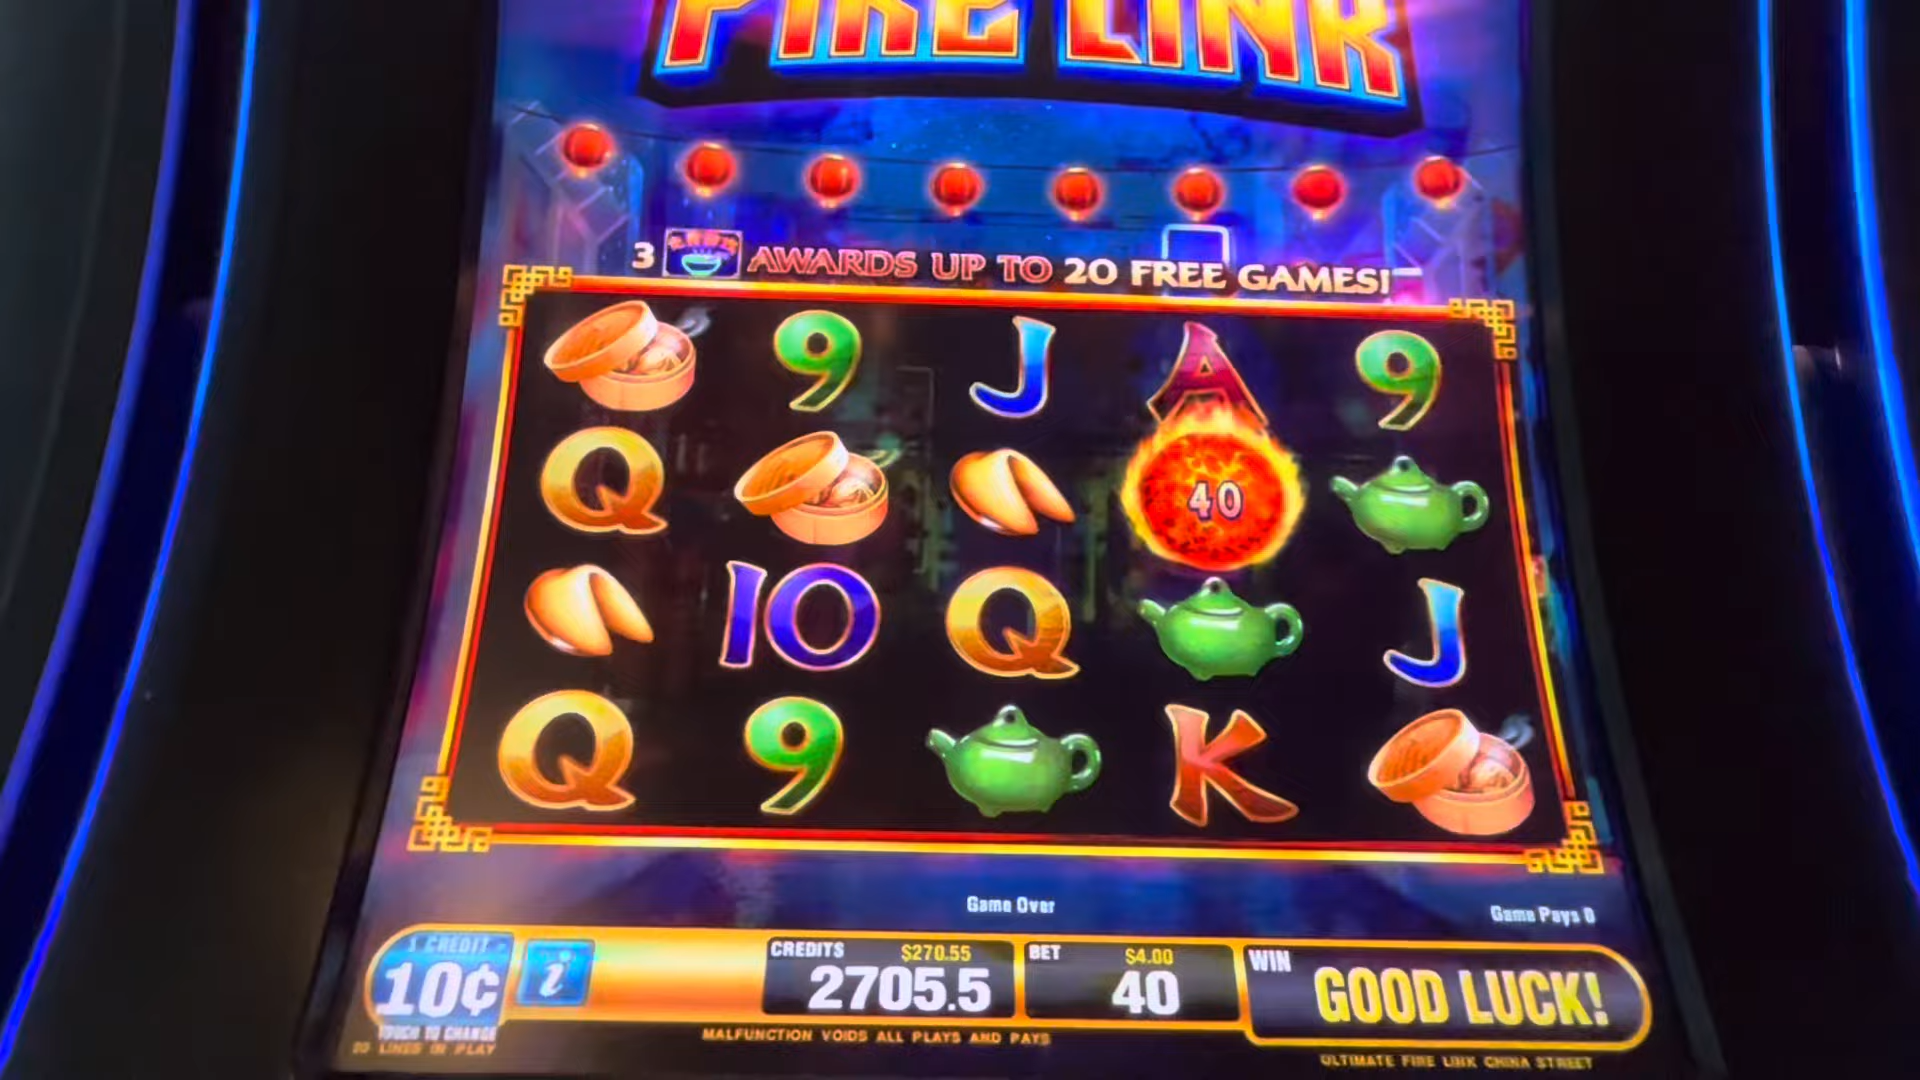 FIRE LINK
3 AWARDS UP TO 20 FREE GAMES!
9 J A 9
Q 40
10 Q J
Q 9 K
Game Over
Game Pays 0
1 CREDIT =
10¢
TOUCH TO CHANGE
20 LINES IN PLAY
i
CREDITS $270.55
2705.5
BET $4.00
40
WIN
GOOD LUCK!
MALFUNCTION VOIDS ALL PLAYS AND PAYS
ULTIMATE FIRE LINK CHINA STREET